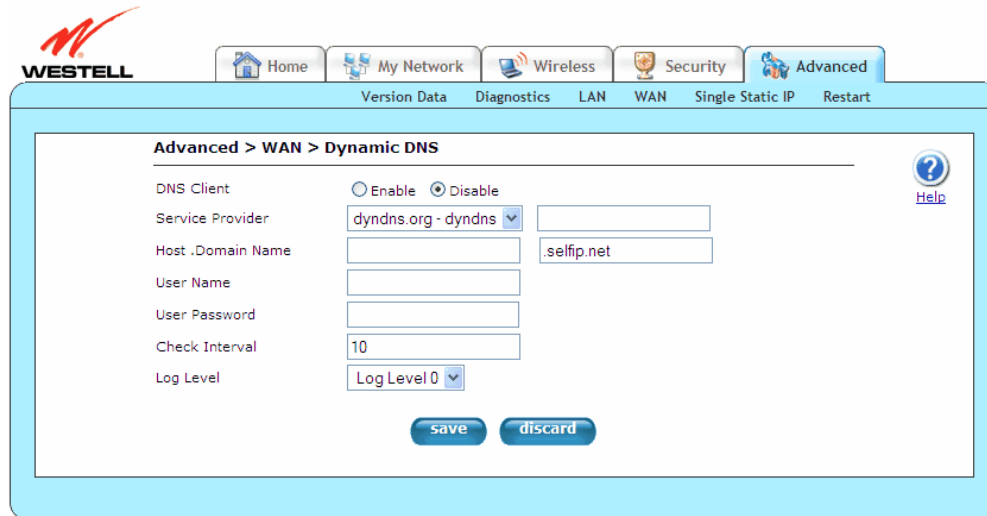 WESTELL
Home My Network Wireless Security Advanced
Version Data Diagnostics LAN WAN Single Static IP Restart
Advanced > WAN > Dynamic DNS
Help
DNS Client Enable Disable
Service Provider dyndns.org - dyndns
Host .Domain Name .selfip.net
User Name
User Password
Check Interval 10
Log Level Log Level 0
save discard